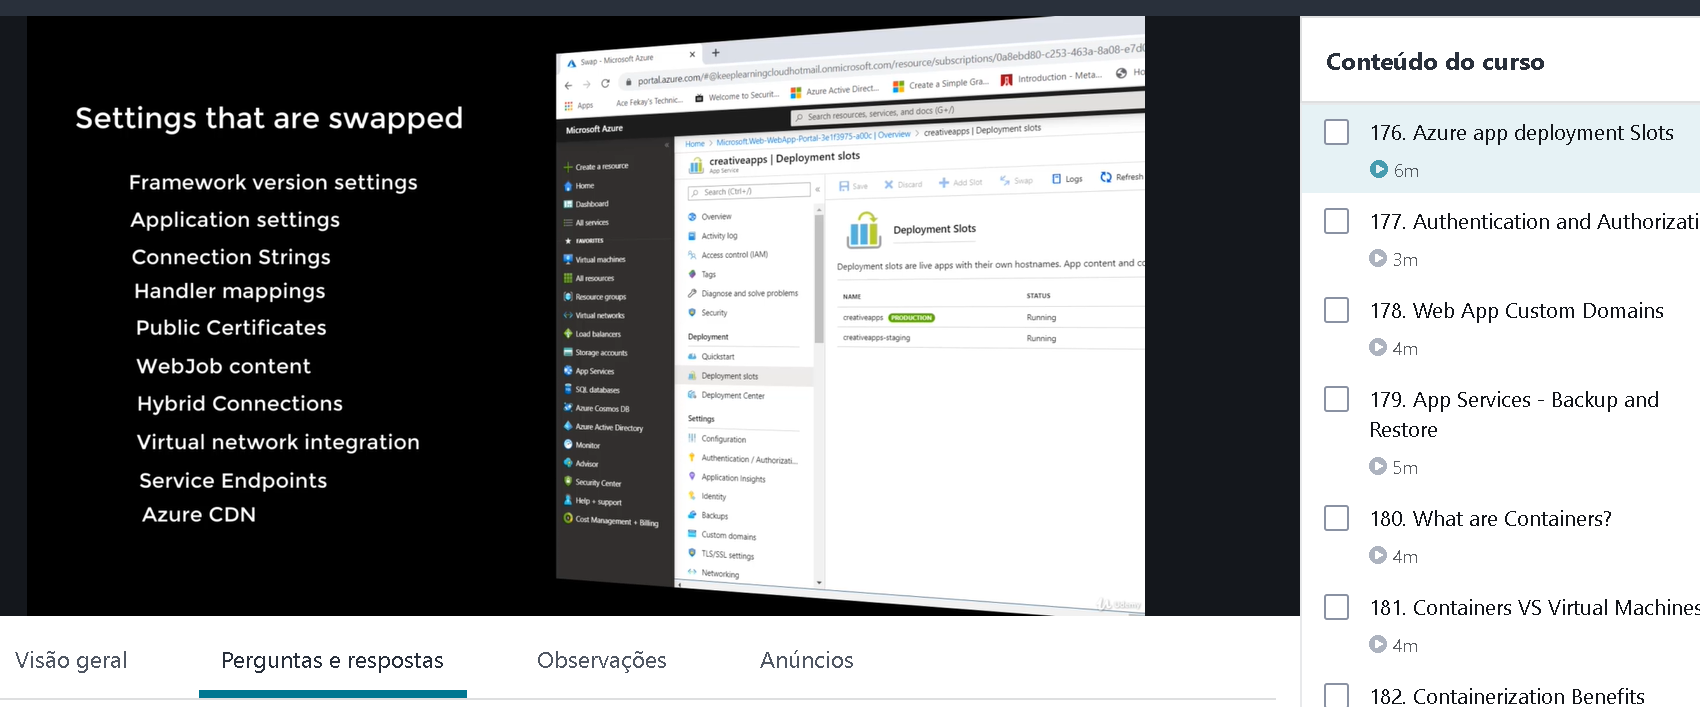 Settings that are swapped
Framework version settings
Application settings
Connection Strings
Handler mappings
Public Certificates
WebJob content
Hybrid Connections
Virtual network integration
Service Endpoints
Azure CDN
Swap - Microsoft Azure
portal.azure.com/#@keeplearningcloudhotmail.onmicrosoft.com/resource/subscriptions/0a8ebd80-c253-463a-8a08-e7d0
Apps
Ace Fekay's Technic...
Welcome to Securit...
Azure Active Direct...
Create a Simple Gra...
Introduction - Meta...
Ho
Microsoft Azure
Search resources, services, and docs (G+/)
Create a resource
Home
Dashboard
All services
FAVORITES
Virtual machines
All resources
Resource groups
Virtual networks
Load balancers
Storage accounts
App Services
SQL databases
Azure Cosmos DB
Azure Active Directory
Monitor
Advisor
Security Center
Help + support
Cost Management + Billing
Home > Microsoft.Web-WebApp-Portal-3e1f3975-a00c | Overview > creativeapps | Deployment slots
creativeapps | Deployment slots
App Service
Search (Ctrl+/)
Overview
Activity log
Access control (IAM)
Tags
Diagnose and solve problems
Security
Deployment
Quickstart
Deployment slots
Deployment Center
Settings
Configuration
Authentication / Authorizati...
Application Insights
Identity
Backups
Custom domains
TLS/SSL settings
Networking
Save Discard Add Slot Swap Logs Refresh
Deployment Slots
Deployment slots are live apps with their own hostnames. App content and co
NAME STATUS
creativeapps PRODUCTION Running
creativeapps-staging Running
Udemy
Visão geral
Perguntas e respostas
Observações
Anúncios
Conteúdo do curso
176. Azure app deployment Slots
6m
177. Authentication and Authorizati
3m
178. Web App Custom Domains
4m
179. App Services - Backup and
Restore
5m
180. What are Containers?
4m
181. Containers VS Virtual Machines
4m
182. Containerization Benefits